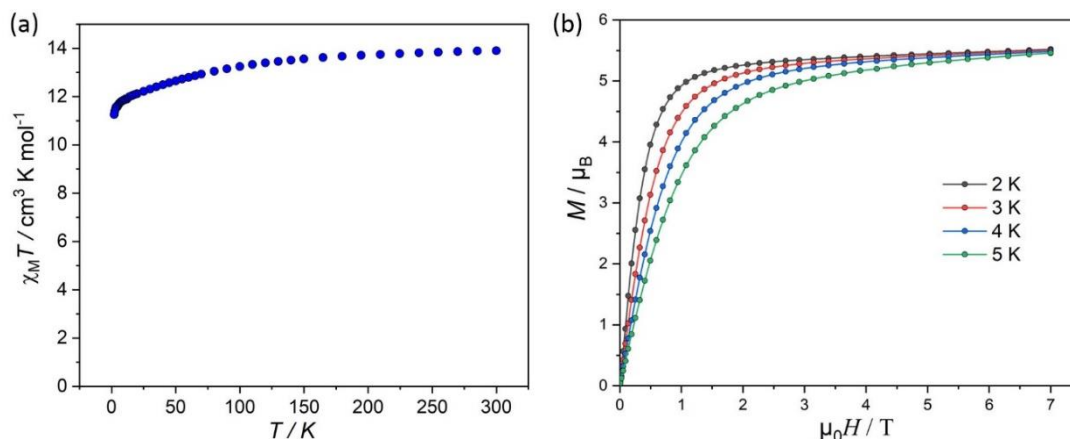 (a)
χMT / cm³ K mol⁻¹
16
14
12
10
8
6
4
2
0
0 50 100 150 200 250 300
T / K
(b)
M / μB
6
5
4
3
2
1
0
2 K
3 K
4 K
5 K
0 1 2 3 4 5 6 7
μ₀H / T